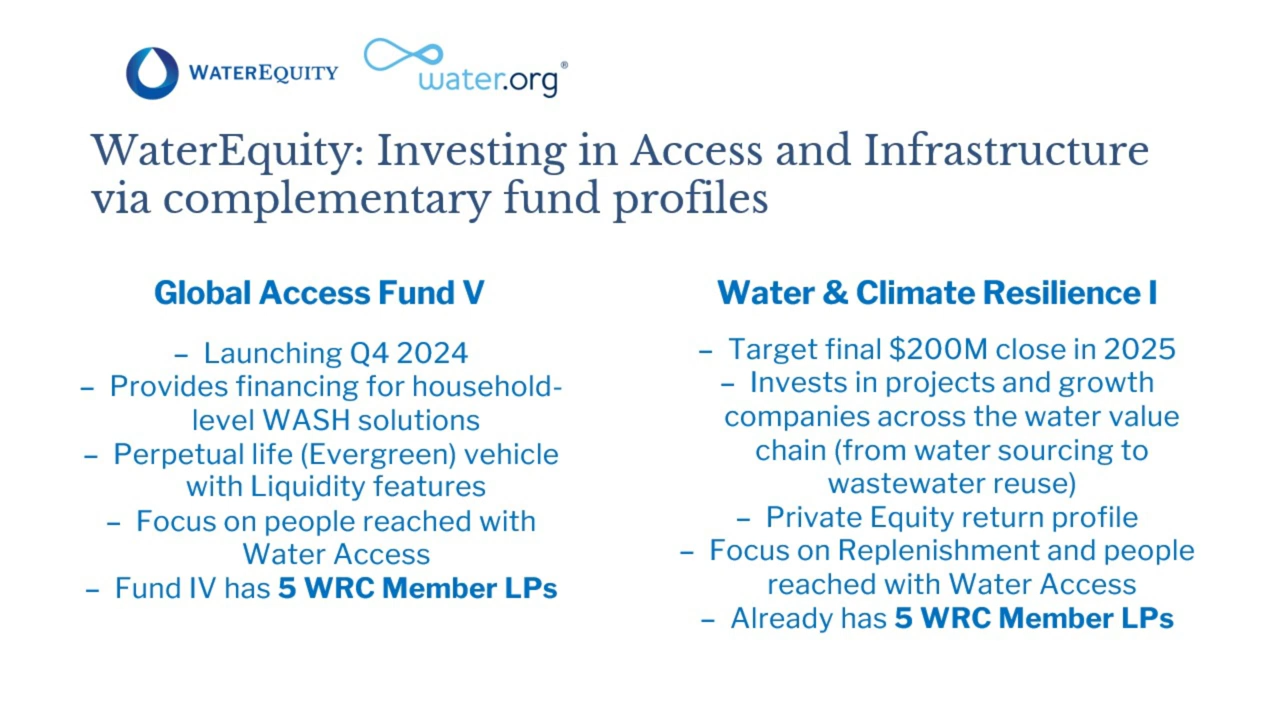 WATEREQUITY
water.org®
WaterEquity: Investing in Access and Infrastructure
via complementary fund profiles
Global Access Fund V
– Launching Q4 2024
– Provides financing for household-
level WASH solutions
– Perpetual life (Evergreen) vehicle
with Liquidity features
– Focus on people reached with
Water Access
– Fund IV has 5 WRC Member LPs
Water & Climate Resilience I
– Target final $200M close in 2025
– Invests in projects and growth
companies across the water value
chain (from water sourcing to
wastewater reuse)
– Private Equity return profile
– Focus on Replenishment and people
reached with Water Access
– Already has 5 WRC Member LPs